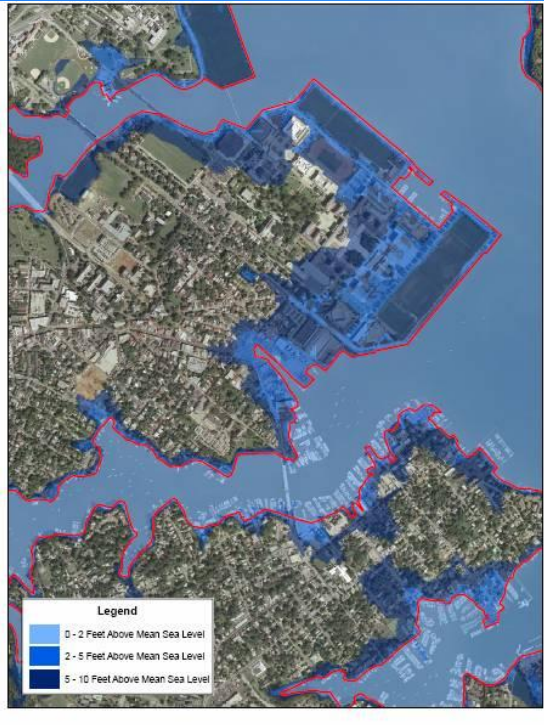 Legend
0 - 2 Feet Above Mean Sea Level
2 - 5 Feet Above Mean Sea Level
5 - 10 Feet Above Mean Sea Level